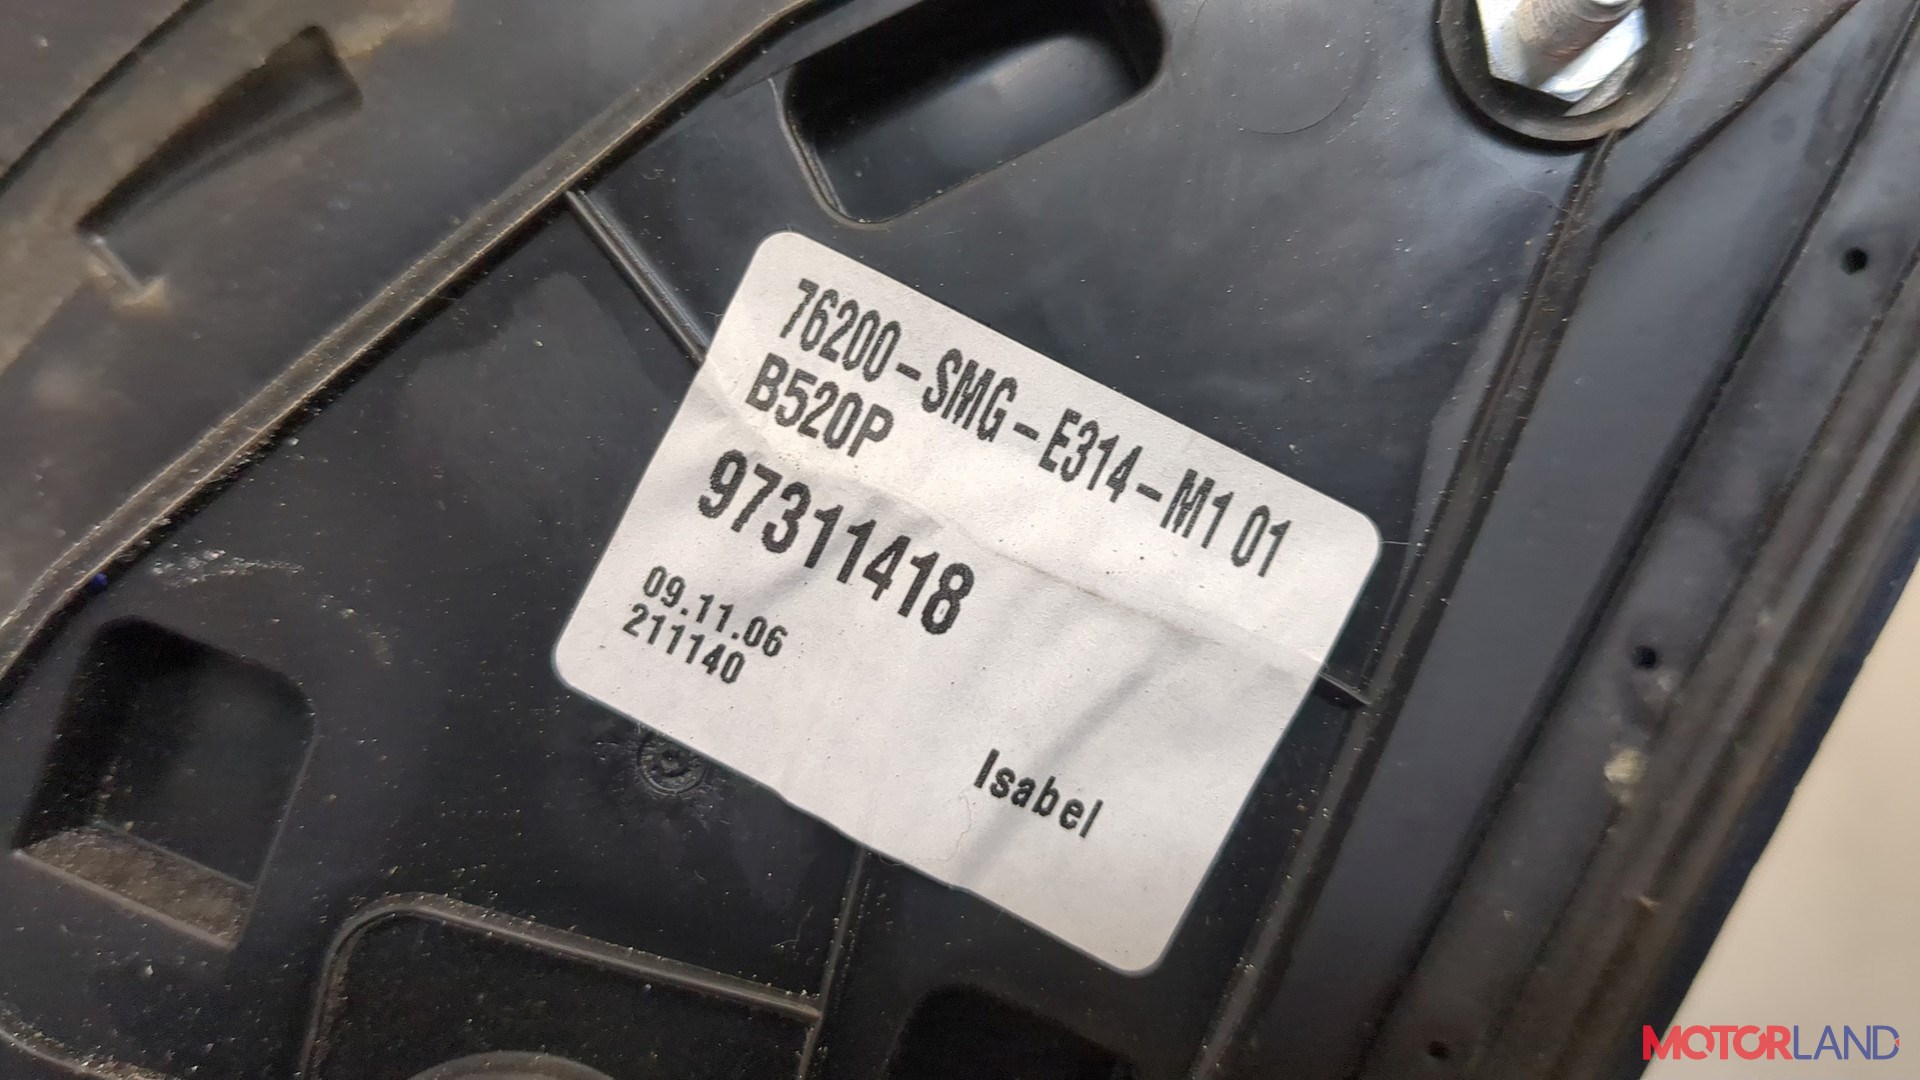 76200-SMG-E314-M1 01
B520P
97311418
09.11.06
211140
Isabel
MOTORLAND